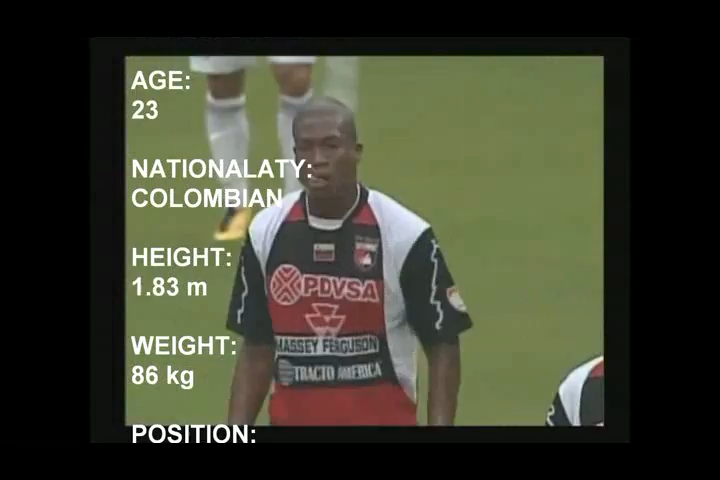 AGE:
23
NATIONALATY:
COLOMBIAN
HEIGHT:
1.83 m
WEIGHT:
86 kg
POSITION:
PDVSA
MASSEY FERGUSON
TRACTO AMERICA